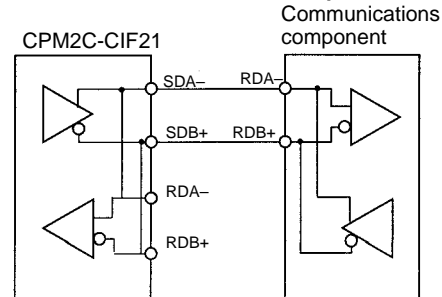 Communications
component
CPM2C-CIF21
SDA–
RDA–
SDB+
RDB+
RDA–
RDB+